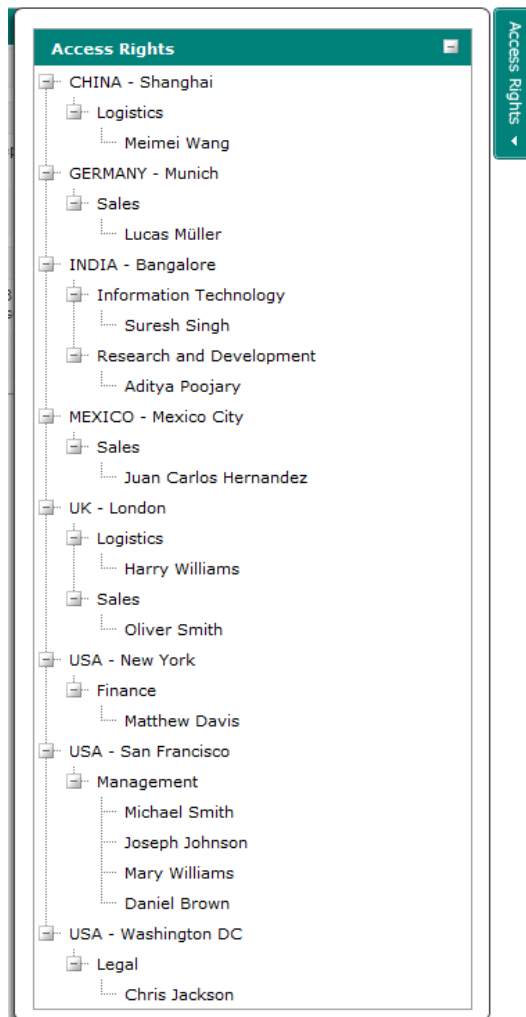 Access Rights
CHINA - Shanghai
Logistics
Meimei Wang
GERMANY - Munich
Sales
Lucas Müller
INDIA - Bangalore
Information Technology
Suresh Singh
Research and Development
Aditya Poojary
MEXICO - Mexico City
Sales
Juan Carlos Hernandez
UK - London
Logistics
Harry Williams
Sales
Oliver Smith
USA - New York
Finance
Matthew Davis
USA - San Francisco
Management
Michael Smith
Joseph Johnson
Mary Williams
Daniel Brown
USA - Washington DC
Legal
Chris Jackson
Access Rights